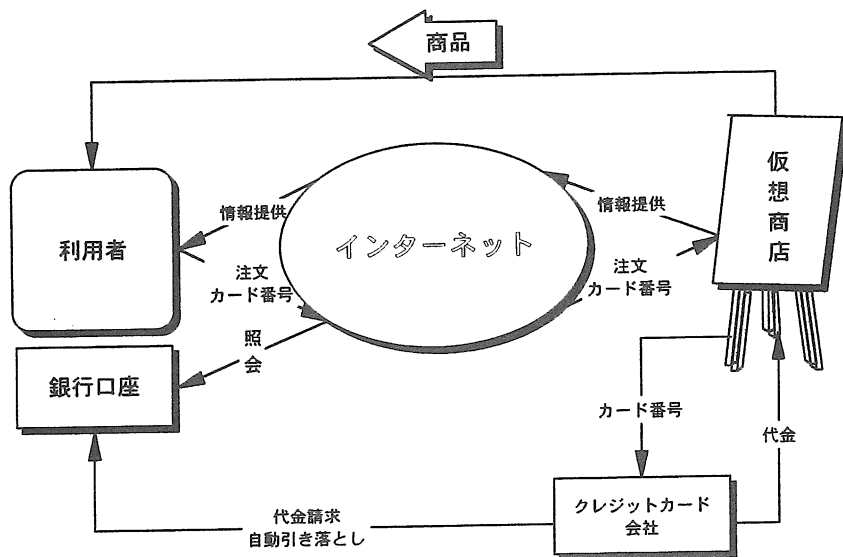 商品
仮想商店
情報提供
情報提供
インターネット
利用者
注文
カード番号
注文
カード番号
照会
銀行口座
カード番号
代金
クレジットカード
会社
代金請求
自動引き落とし